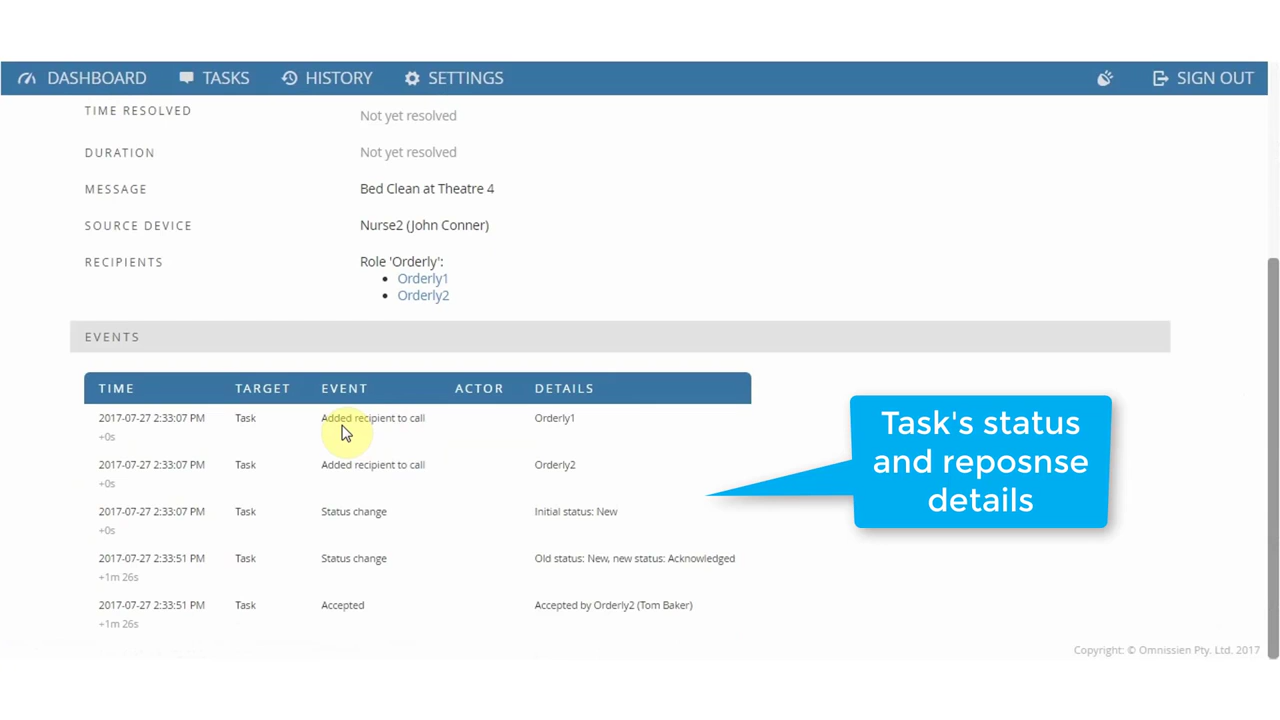 DASHBOARD TASKS HISTORY SETTINGS SIGN OUT
TIME RESOLVED Not yet resolved
DURATION Not yet resolved
MESSAGE Bed Clean at Theatre 4
SOURCE DEVICE Nurse2 (John Conner)
RECIPIENTS Role 'Orderly':
• Orderly1
• Orderly2
EVENTS
TIME TARGET EVENT ACTOR DETAILS
2017-07-27 2:33:07 PM Task Added recipient to call Orderly1
+0s
2017-07-27 2:33:07 PM Task Added recipient to call Orderly2
+0s
2017-07-27 2:33:07 PM Task Status change Initial status: New
+0s
2017-07-27 2:33:51 PM Task Status change Old status: New, new status: Acknowledged
+1m 26s
2017-07-27 2:33:51 PM Task Accepted Accepted by Orderly2 (Tom Baker)
+1m 26s
Task's status
and reposnse
details
Copyright: © Omnissien Pty. Ltd. 2017